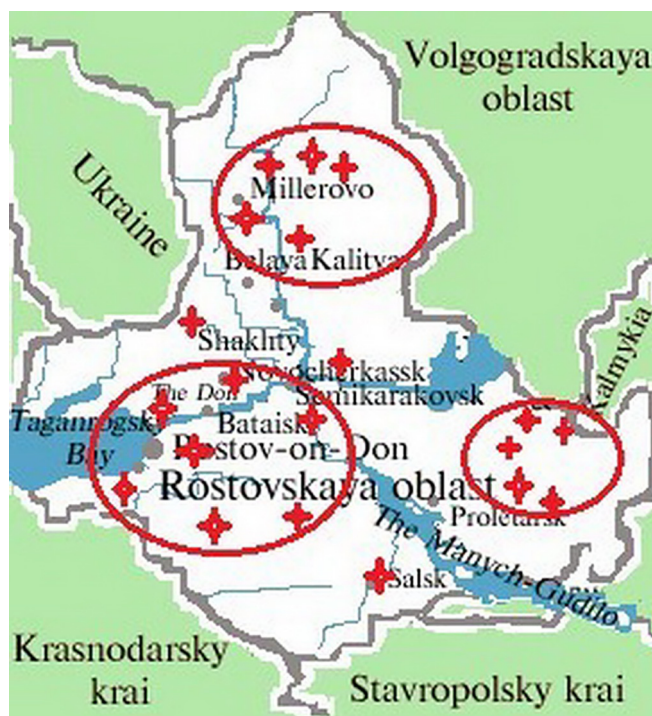 Volgogradskaya
oblast
Ukraine
Millerovo
Belaya Kalitva
Kalmykia
Shakhty
Novocherkassk
The Don
Semikarakovsk
Taganrogsky
Bay
Bataisk
Rostov-on-Don
Rostovskaya oblast
Proletarsk
The Manych-Gudilo
Salsk
Krasnodarsky
krai
Stavropolsky krai